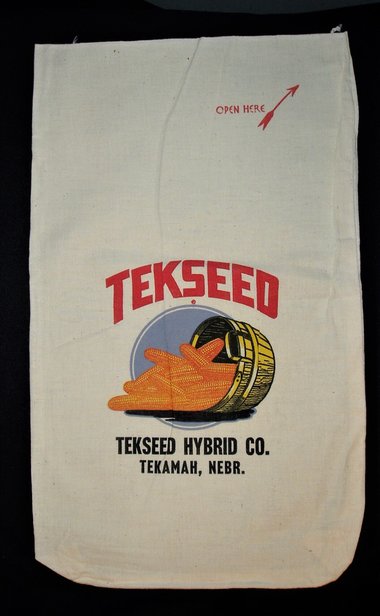 OPEN HERE
TEKSEED
®
TEKSEED HYBRID CO.
TEKAMAH, NEBR.